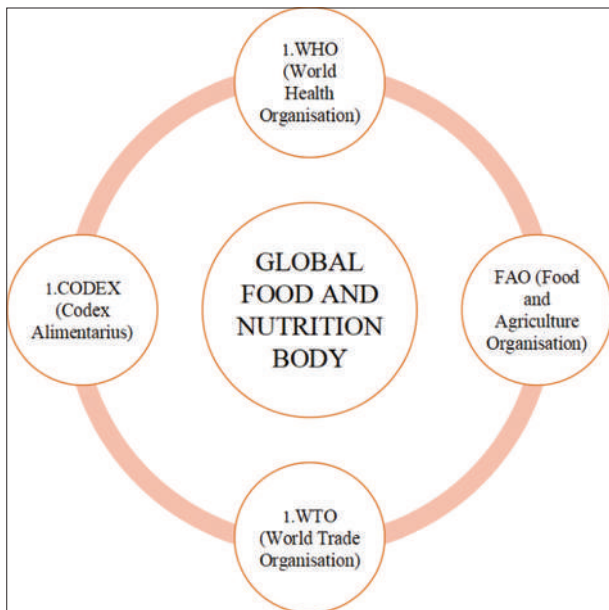 1.WHO
(World
Health
Organisation)
GLOBAL
FOOD AND
NUTRITION
BODY
1.CODEX
(Codex
Alimentarius)
FAO (Food
and
Agriculture
Organisation)
1.WTO
(World Trade
Organisation)